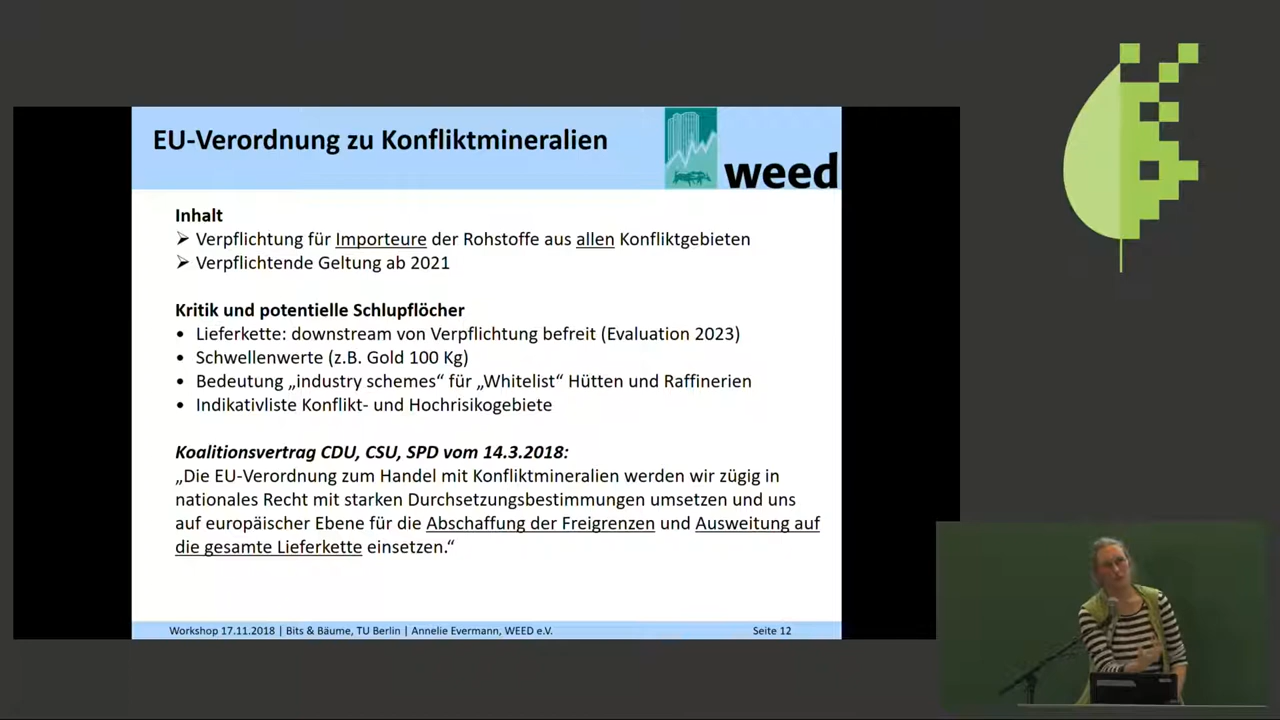 EU-Verordnung zu Konfliktmineralien
weed
Inhalt
➢ Verpflichtung für Importeure der Rohstoffe aus allen Konfliktgebieten
➢ Verpflichtende Geltung ab 2021
Kritik und potentielle Schlupflöcher
• Lieferkette: downstream von Verpflichtung befreit (Evaluation 2023)
• Schwellenwerte (z.B. Gold 100 Kg)
• Bedeutung „industry schemes“ für „Whitelist“ Hütten und Raffinerien
• Indikativliste Konflikt- und Hochrisikogebiete
Koalitionsvertrag CDU, CSU, SPD vom 14.3.2018:
„Die EU-Verordnung zum Handel mit Konfliktmineralien werden wir zügig in
nationales Recht mit starken Durchsetzungsbestimmungen umsetzen und uns
auf europäischer Ebene für die Abschaffung der Freigrenzen und Ausweitung auf
die gesamte Lieferkette einsetzen.“
Workshop 17.11.2018 | Bits & Bäume, TU Berlin | Annelie Evermann, WEED e.V.
Seite 12